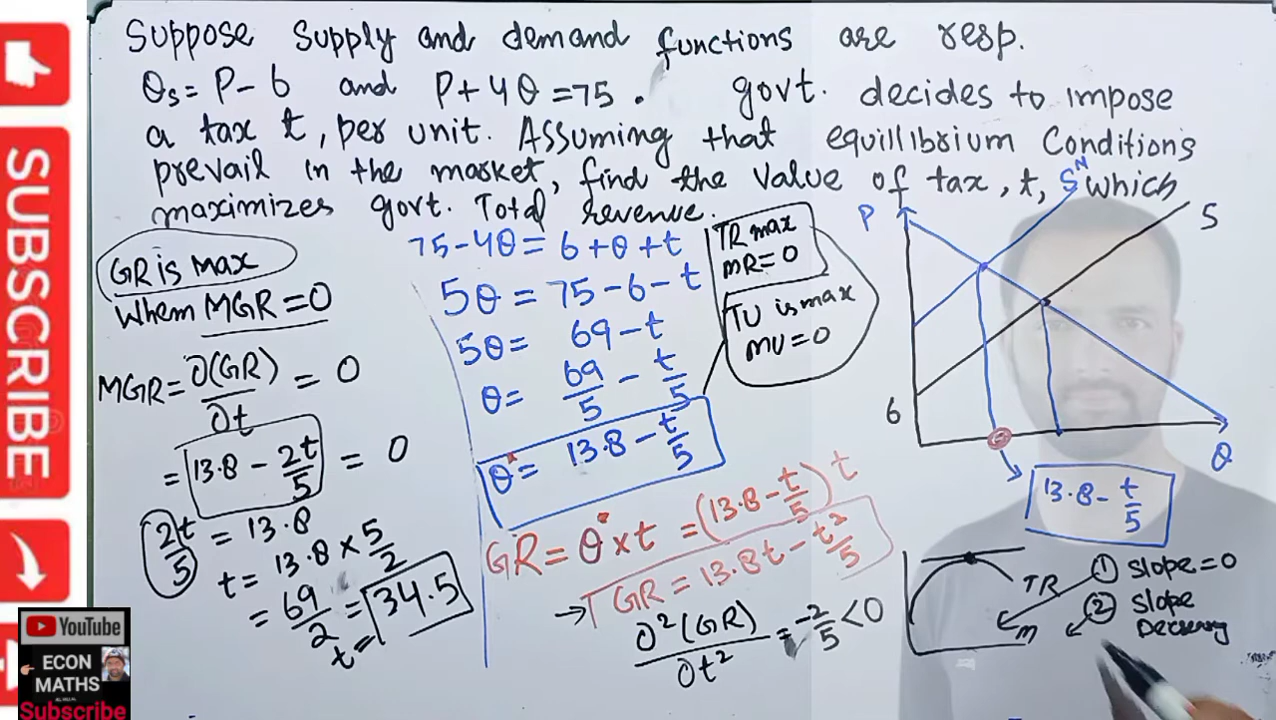 Suppose Supply and demand functions are resp.
Qs = P - 6 and P + 4Q = 75. govt. decides to impose
a tax t, per unit. Assuming that equillibrium Conditions
prevail in the market, find the value of tax, t, which
maximizes govt. Total revenue.
GR is max
When MGR = 0
MGR = ∂(GR)/∂t = 0
= 13.8 - 2t/5 = 0
2t/5 = 13.8
t = 13.8 × 5/2
= 69/2 = 34.5
t =
75 - 4Q = 6 + Q + t
5Q = 75 - 6 - t
5Q = 69 - t
Q = 69/5 - t/5
Q* = 13.8 - t/5
TR max
MR = 0
TU is max
MU = 0
GR = Q* × t = (13.8 - t/5) t
→ GR = 13.8t - t²/5
∂²(GR)/∂t² = -2/5 < 0
P
S^N
S
6
Q
13.8 - t/5
TR
m
① Slope = 0
② Slope
SUBSCRIBE
YouTube
ECON
MATHS
Subscribe